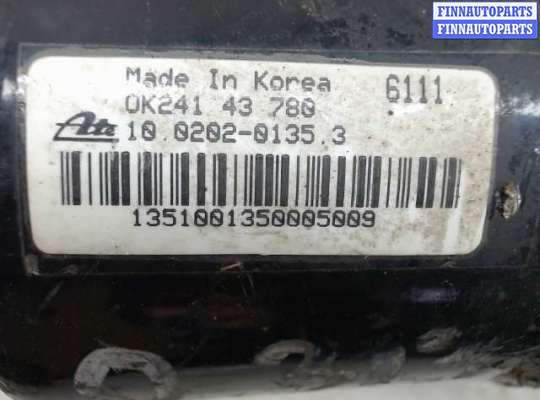 FINNAUTOPARTS
FINNAUTOPARTS
Made In Korea 6111
0K241 43 780
Ate 10.0202-0135.3
1351001350005009